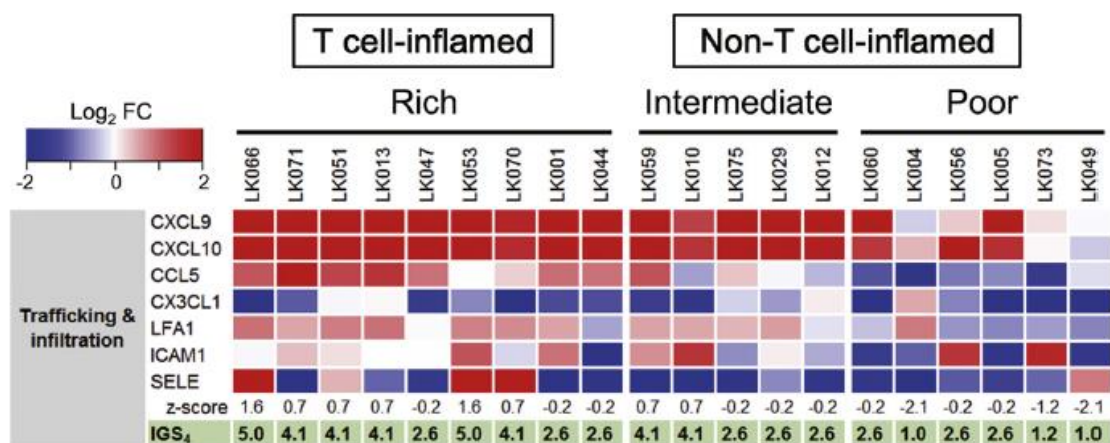 T cell-inflamed Non-T cell-inflamed
Log2 FC Rich Intermediate Poor
-2 0 2
LK066 LK071 LK051 LK013 LK047 LK053 LK070 LK001 LK044 LK059 LK010 LK075 LK029 LK012 LK060 LK004 LK056 LK005 LK073 LK049
Trafficking & infiltration
CXCL9
CXCL10
CCL5
CX3CL1
LFA1
ICAM1
SELE
z-score 1.6 0.7 0.7 0.7 -0.2 1.6 0.7 -0.2 -0.2 0.7 0.7 -0.2 -0.2 -0.2 -0.2 -2.1 -0.2 -0.2 -1.2 -2.1
IGS4 5.0 4.1 4.1 4.1 2.6 5.0 4.1 2.6 2.6 4.1 4.1 2.6 2.6 2.6 2.6 1.0 2.6 2.6 1.2 1.0